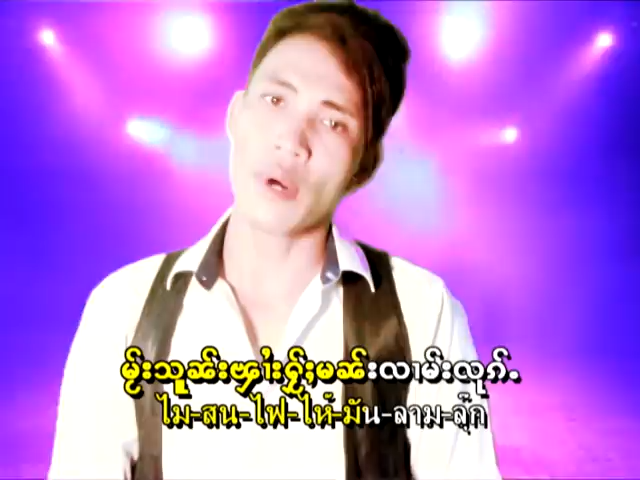 မႂ်းသူၼ်းၾႆးႁႂ်ႈမၼ်းလၢမ်းလုၵ်ႉ
ไม-สน-ไฟ-ไห้-มัน-ลาม-ลุ๊ก